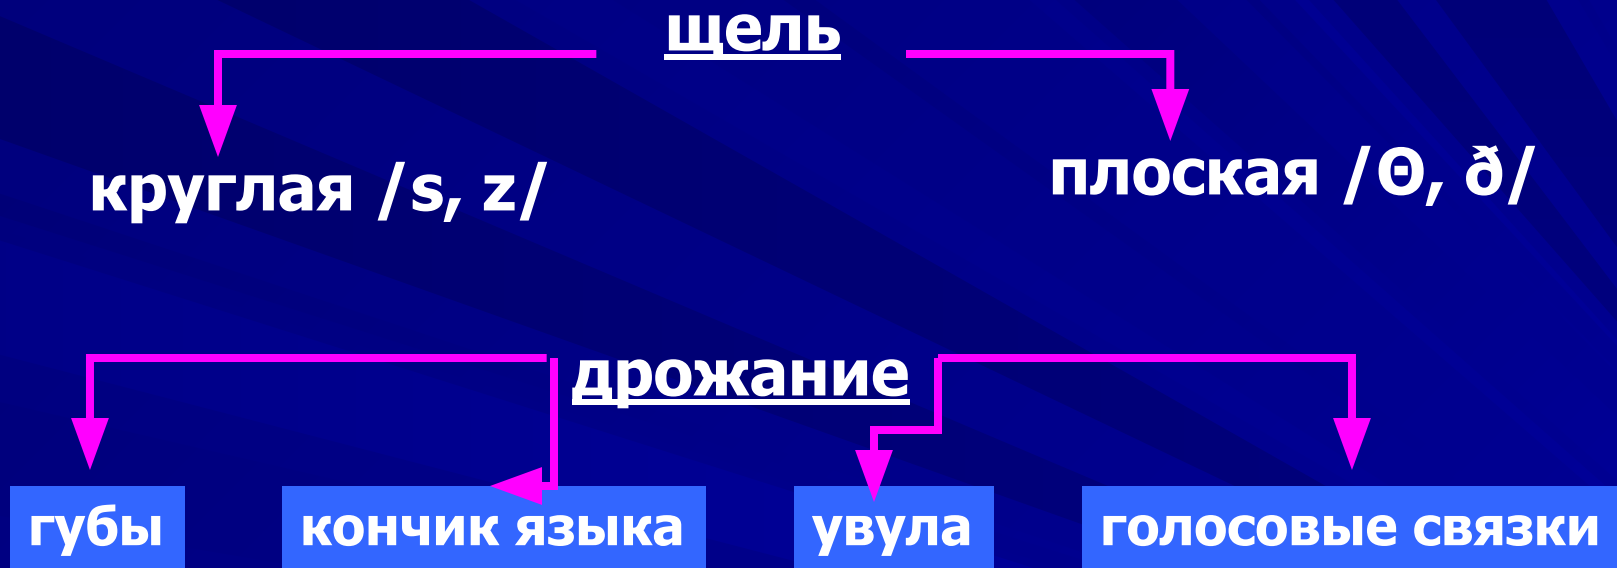 щель
круглая /s, z/
плоская /Θ, ð/
дрожание
губы
кончик языка
увула
голосовые связки